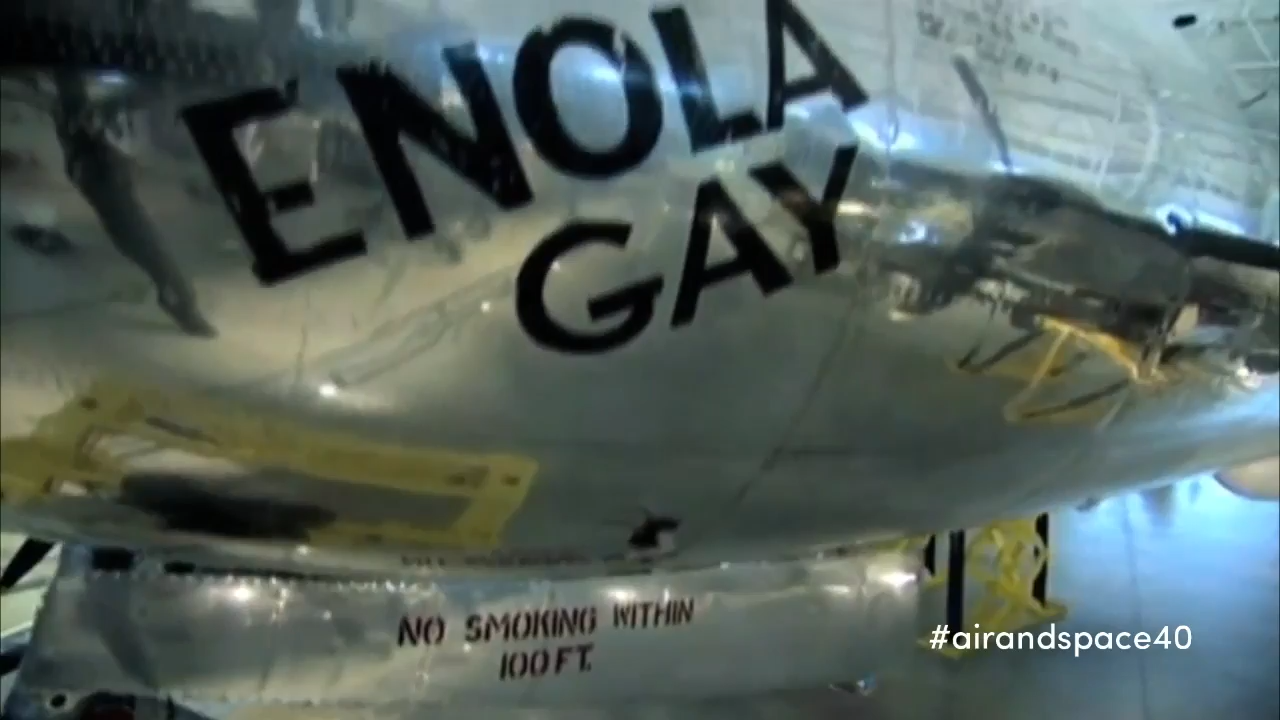 ENOLA
GAY
NO SMOKING WITHIN
100 FT.
#airandspace40